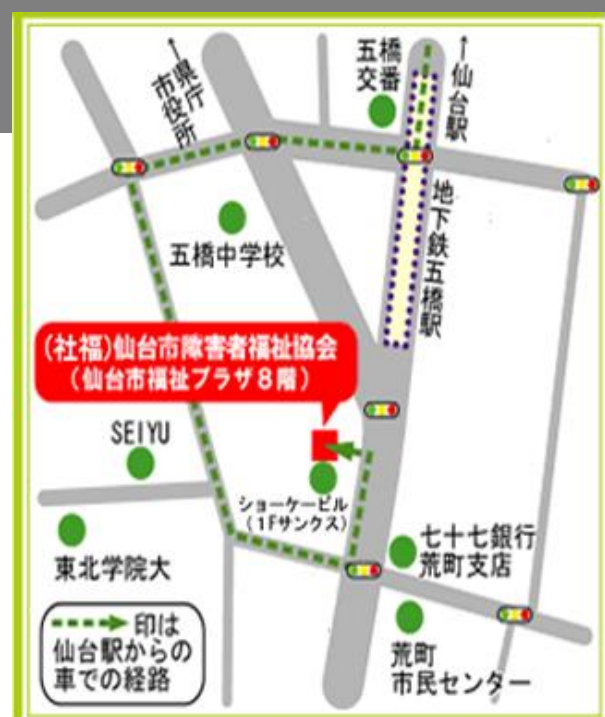 五橋
交番
↑仙台駅
↑県庁
市役所
地下鉄五橋駅
五橋中学校
(社福)仙台市障害者福祉協会
(仙台市福祉プラザ8階)
SEIYU
ショーケービル
(1Fサンクス)
七十七銀行
荒町支店
東北学院大
荒町
市民センター
印は
仙台駅からの
車での経路